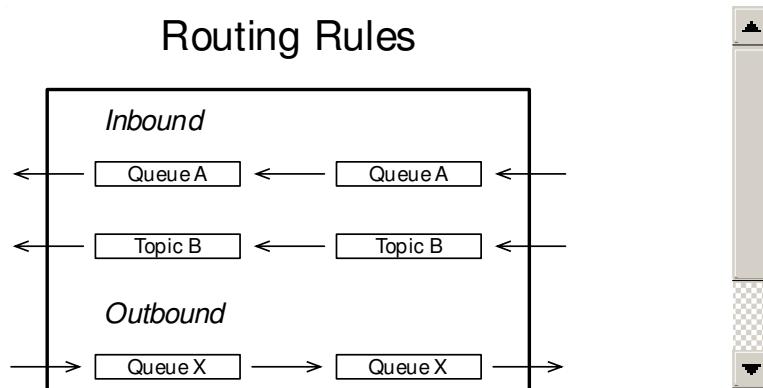 Routing Rules
Inbound
Queue A Queue A
Topic B Topic B
Outbound
Queue X Queue X